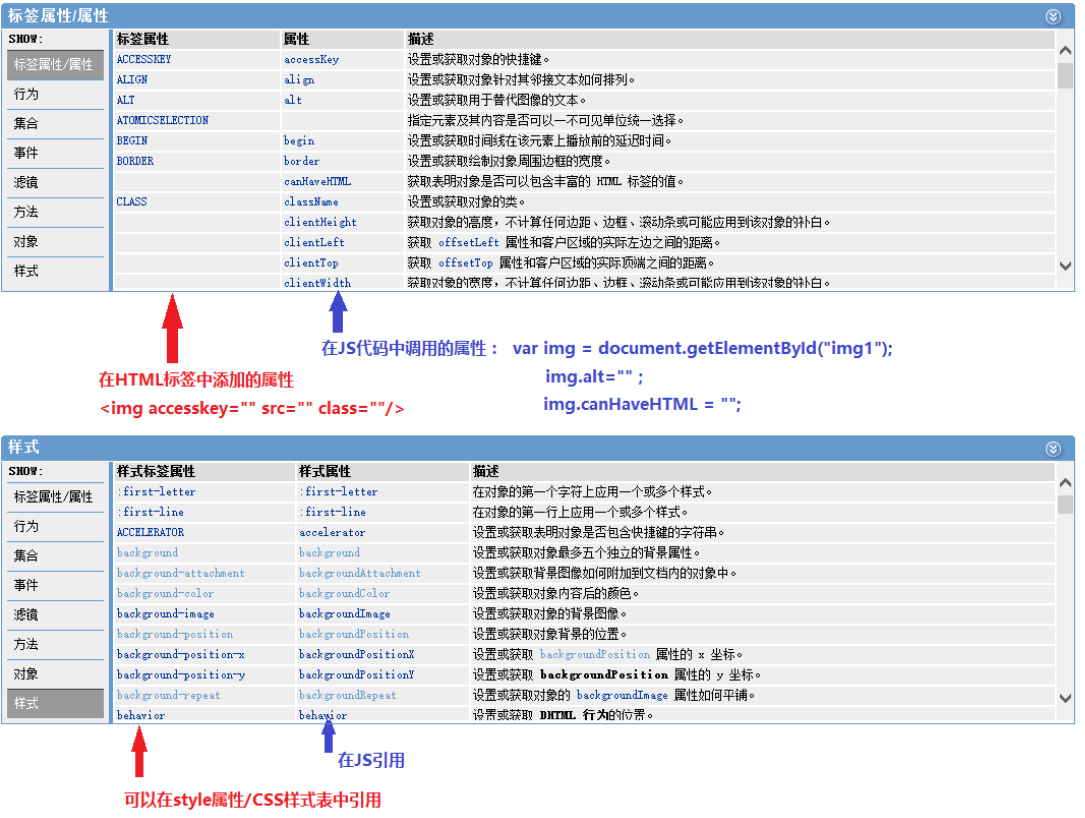 标签属性/属性
SHOW:
标签属性/属性
行为
集合
事件
滤镜
方法
对象
样式
标签属性 属性 描述
ACCESSKEY accessKey 设置或获取对象的快捷键。
ALIGN align 设置或获取对象针对其邻接文本如何排列。
ALT alt 设置或获取用于替代图像的文本。
ATOMICSELECTION 指定元素及其内容是否可以一不可见单位统一选择。
BEGIN begin 设置或获取时间线在该元素上播放前的延迟时间。
BORDER border 设置或获取绘制对象周围边框的宽度。
canHaveHTML 获取表明对象是否可以包含丰富的 HTML 标签的值。
CLASS className 设置或获取对象的类。
clientHeight 获取对象的高度，不计算任何边距、边框、滚动条或可能应用到该对象的补白。
clientLeft 获取 offsetLeft 属性和客户区域的实际左边之间的距离。
clientTop 获取 offsetTop 属性和客户区域的实际顶端之间的距离。
clientWidth 获取对象的宽度，不计算任何边距、边框、滚动条或可能应用到该对象的补白。
在JS代码中调用的属性： var img = document.getElementById("img1");
img.alt="" ;
img.canHaveHTML = "";
在HTML标签中添加的属性
<img accesskey="" src="" class=""/>
样式
SHOW:
标签属性/属性
行为
集合
事件
滤镜
方法
对象
样式
样式标签属性 样式属性 描述
:first-letter :first-letter 在对象的第一个字符上应用一个或多个样式。
:first-line :first-line 在对象的第一行上应用一个或多个样式。
ACCELERATOR accelerator 设置或获取表明对象是否包含快捷键的字符串。
background background 设置或获取对象最多五个独立的背景属性。
background-attachment backgroundAttachment 设置或获取背景图像如何附加到文档内的对象中。
background-color backgroundColor 设置或获取对象内容后的颜色。
background-image backgroundImage 设置或获取对象的背景图像。
background-position backgroundPosition 设置或获取对象背景的位置。
background-position-x backgroundPositionX 设置或获取 backgroundPosition 属性的 x 坐标。
background-position-y backgroundPositionY 设置或获取 backgroundPosition 属性的 y 坐标。
background-repeat backgroundRepeat 设置或获取对象的 backgroundImage 属性如何平铺。
behavior behavior 设置或获取 DHTML 行为的位置。
在JS引用
可以在style属性/CSS样式表中引用